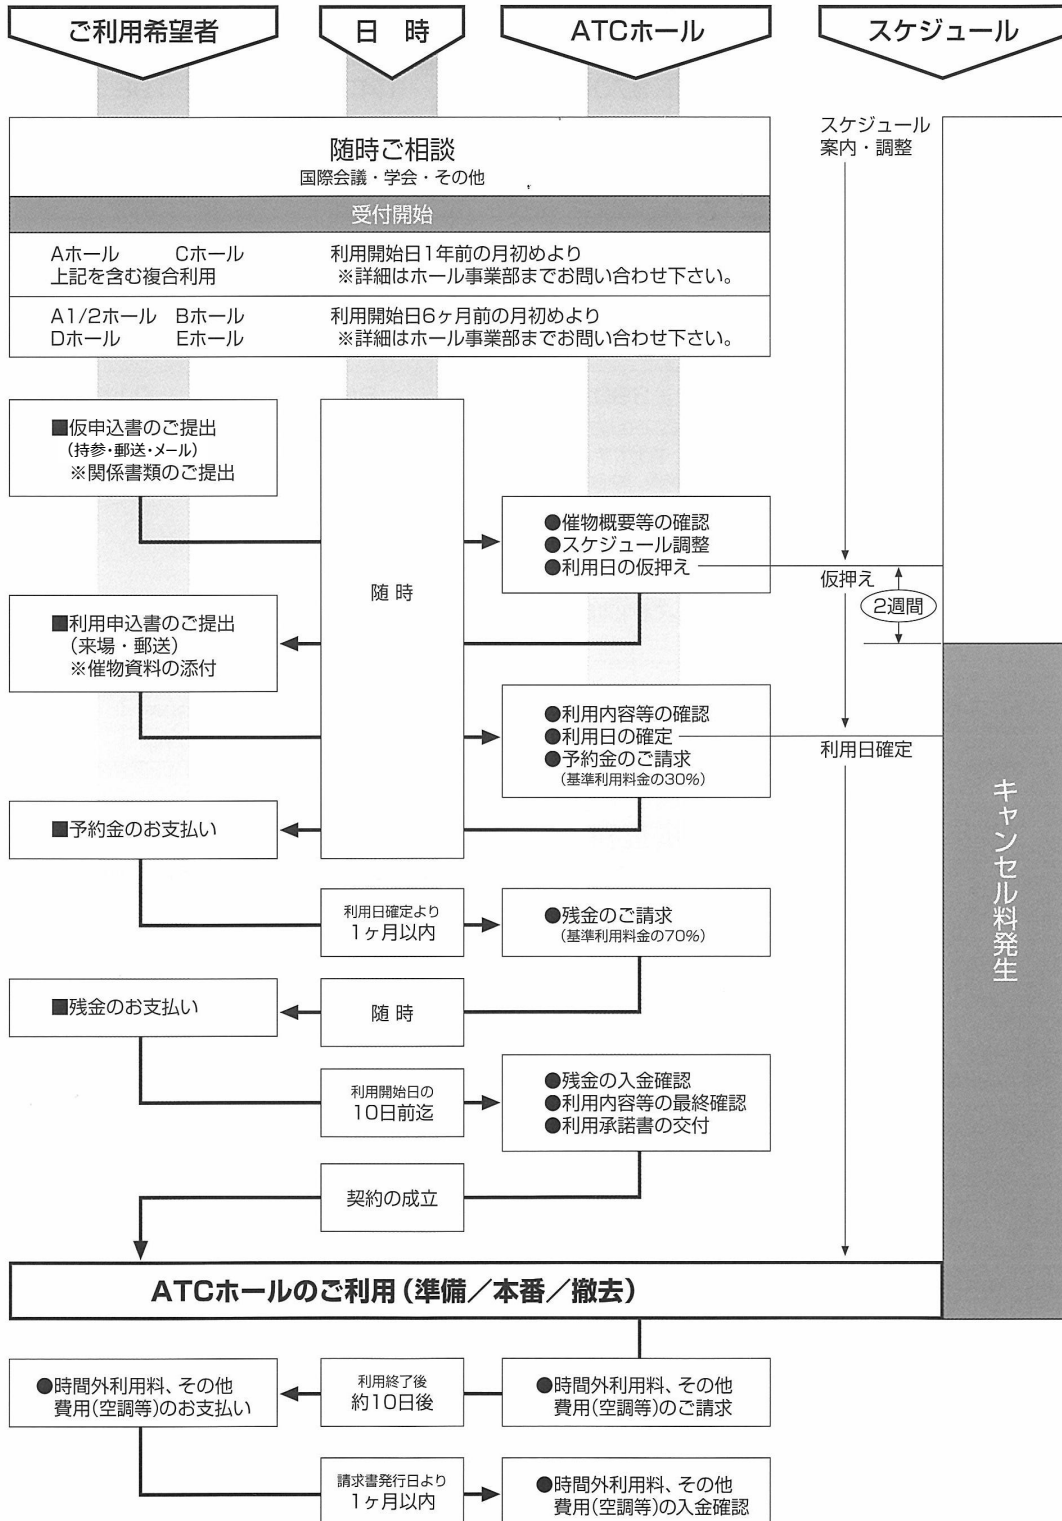 ご利用希望者
日 時
ATCホール
スケジュール
随時ご相談
国際会議・学会・その他
受付開始
Aホール Cホール 利用開始日1年前の月初めより
上記を含む複合利用 ※詳細はホール事業部までお問い合わせ下さい。
A1/2ホール Bホール 利用開始日6ヶ月前の月初めより
Dホール Eホール ※詳細はホール事業部までお問い合わせ下さい。
スケジュール
案内・調整
■仮申込書のご提出
(持参・郵送・メール)
※関係書類のご提出
随 時
●催物概要等の確認
●スケジュール調整
●利用日の仮押え
仮押え
2週間
■利用申込書のご提出
(来場・郵送)
※催物資料の添付
●利用内容等の確認
●利用日の確定
●予約金のご請求
(基準利用料金の30%)
利用日確定
キャンセル料発生
■予約金のお支払い
利用日確定より
1ヶ月以内
●残金のご請求
(基準利用料金の70%)
■残金のお支払い
随 時
利用開始日の
10日前迄
●残金の入金確認
●利用内容等の最終確認
●利用承諾書の交付
契約の成立
ATCホールのご利用(準備／本番／撤去)
●時間外利用料、その他
費用(空調等)のお支払い
利用終了後
約10日後
●時間外利用料、その他
費用(空調等)のご請求
請求書発行日より
1ヶ月以内
●時間外利用料、その他
費用(空調等)の入金確認